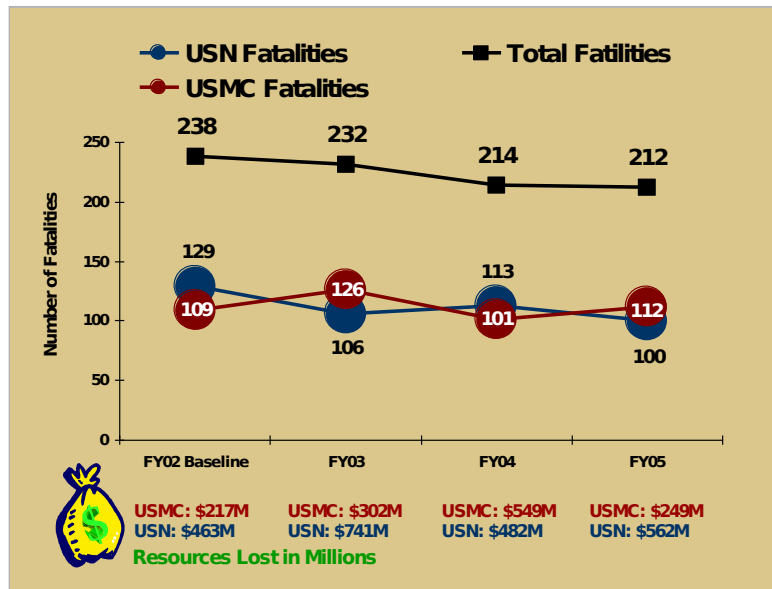 USN Fatalities
Total Fatilities
USMC Fatalities
250
238
232
214
212
200
150
129
126
113
112
109
106
101
100
100
50
0
Number of Fatalities
FY02 Baseline FY03 FY04 FY05
USMC: $217M USMC: $302M USMC: $549M USMC: $249M
USN: $463M USN: $741M USN: $482M USN: $562M
$
Resources Lost in Millions